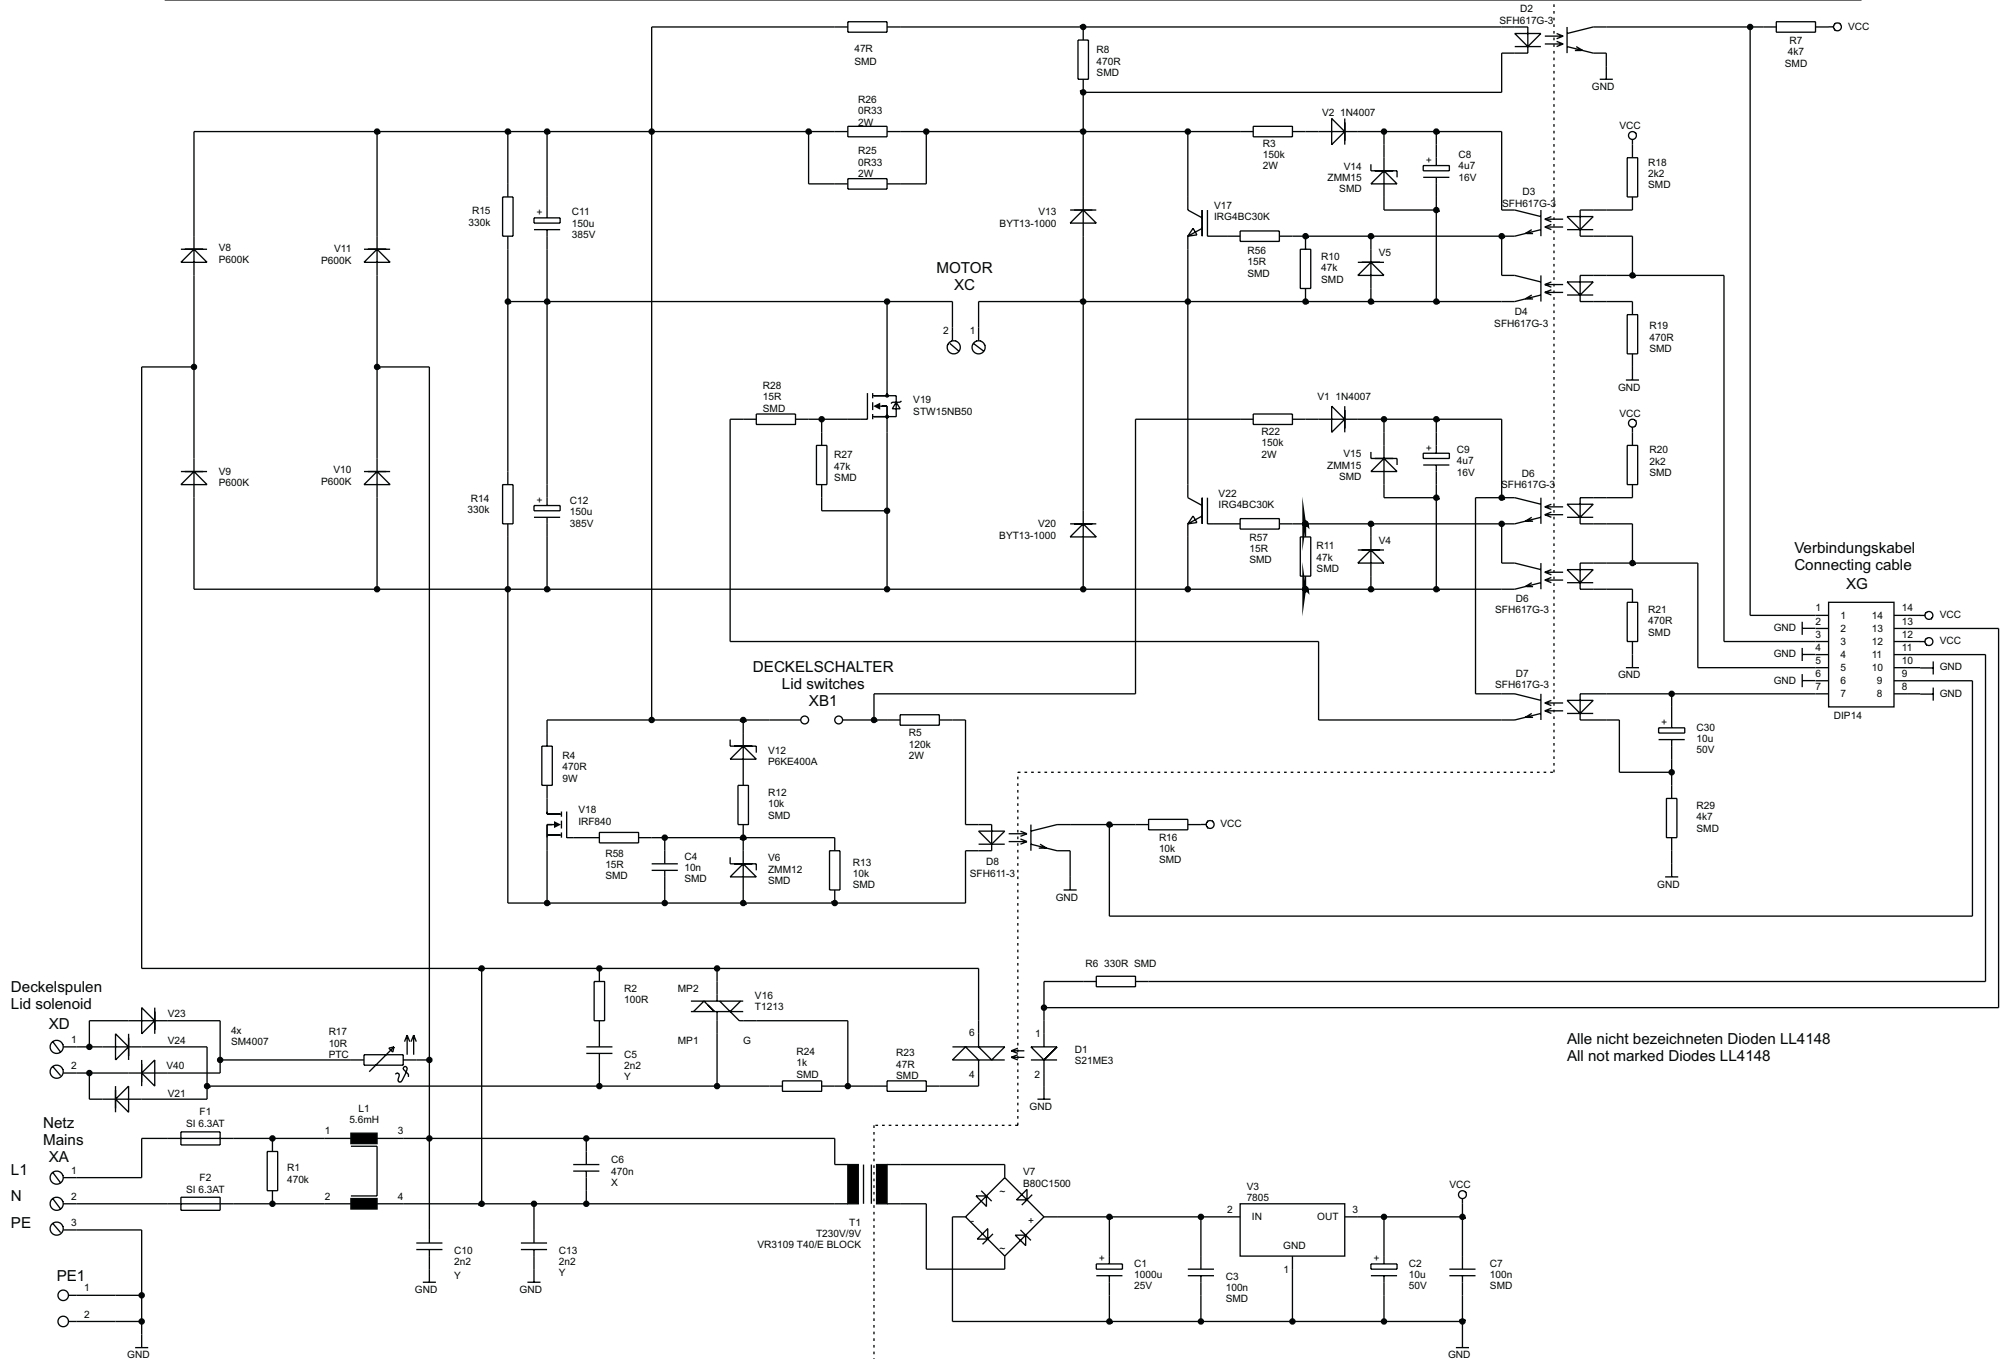 D2
SFH617G-3
47R
SMD
R8
470R
SMD
R7
4k7
SMD
VCC
GND
R26
0R33
2W
R25
0R33
2W
V2 1N4007
R3
150k
2W
V14
ZMM15
SMD
C8
4u7
16V
VCC
R18
2k2
SMD
D3
SFH617G-3
R15
330k
+
C11
150u
385V
V13
BYT13-1000
V17
IRG4BC30K
R56
15R
SMD
R10
47k
SMD
V5
V8
P600K
V11
P600K
MOTOR
XC
2
1
D4
SFH617G-3
R19
470R
SMD
GND
R28
15R
SMD
V19
STW15NB50
R27
47k
SMD
V1 1N4007
R22
150k
2W
V15
ZMM15
SMD
+
C9
4u7
16V
VCC
R20
2k2
SMD
D6
SFH617G-3
V9
P600K
V10
P600K
R14
330k
+
C12
150u
385V
V20
BYT13-1000
V22
IRG4BC30K
R57
15R
SMD
R11
47k
SMD
V4
D6
SFH617G-3
R21
470R
SMD
GND
Verbindungskabel
Connecting cable
XG
1 1 14 14 VCC
GND 2 2 13 13
3 3 12 12 VCC
GND 4 4 11 11
5 5 10 10 GND
GND 6 6 9 9
7 7 8 8 GND
DIP14
DECKELSCHALTER
Lid switches
XB1
D7
SFH617G-3
R5
120k
2W
+
C30
10u
50V
R29
4k7
SMD
GND
R4
470R
9W
V12
P6KE400A
R12
10k
SMD
V18
IRF840
R58
15R
SMD
C4
10n
SMD
V6
ZMM12
SMD
R13
10k
SMD
D8
SFH611-3
GND
R16
10k
SMD
VCC
R6 330R SMD
Deckelspulen
Lid solenoid
XD
1
2
V23
V24
V40
V21
4x
SM4007
R17
10R
PTC
R2
100R
C5
2n2
Y
MP2
MP1
G
V16
T1213
R24
1k
SMD
R23
47R
SMD
6
4
1
2
D1
S21ME3
GND
Alle nicht bezeichneten Dioden LL4148
All not marked Diodes LL4148
Netz
Mains
XA
L1
1
N
2
PE
3
F1
SI 6.3AT
F2
SI 6.3AT
R1
470k
L1
5.6mH
1
3
2
4
C6
470n
X
C10
2n2
Y
GND
C13
2n2
Y
GND
T1
T230V/9V
VR3109 T40/E BLOCK
V7
B80C1500
~
-
+
~
+
C1
1000u
25V
C3
100n
SMD
V3
7805
2
IN
OUT
3
GND
1
+
C2
10u
50V
C7
100n
SMD
VCC
GND
PE1
1
2
GND